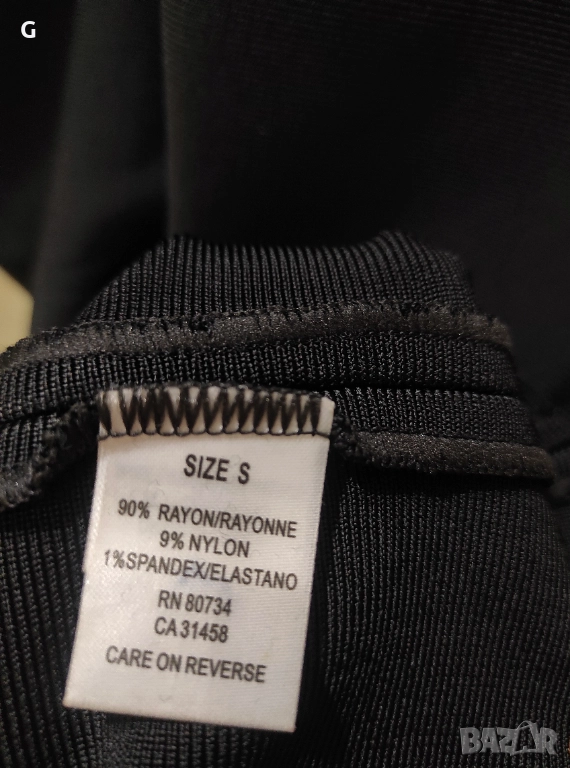 G
SIZE S
90% RAYON/RAYONNE
9% NYLON
1%SPANDEX/ELASTANO
RN 80734
CA 31458
CARE ON REVERSE
BAZAR